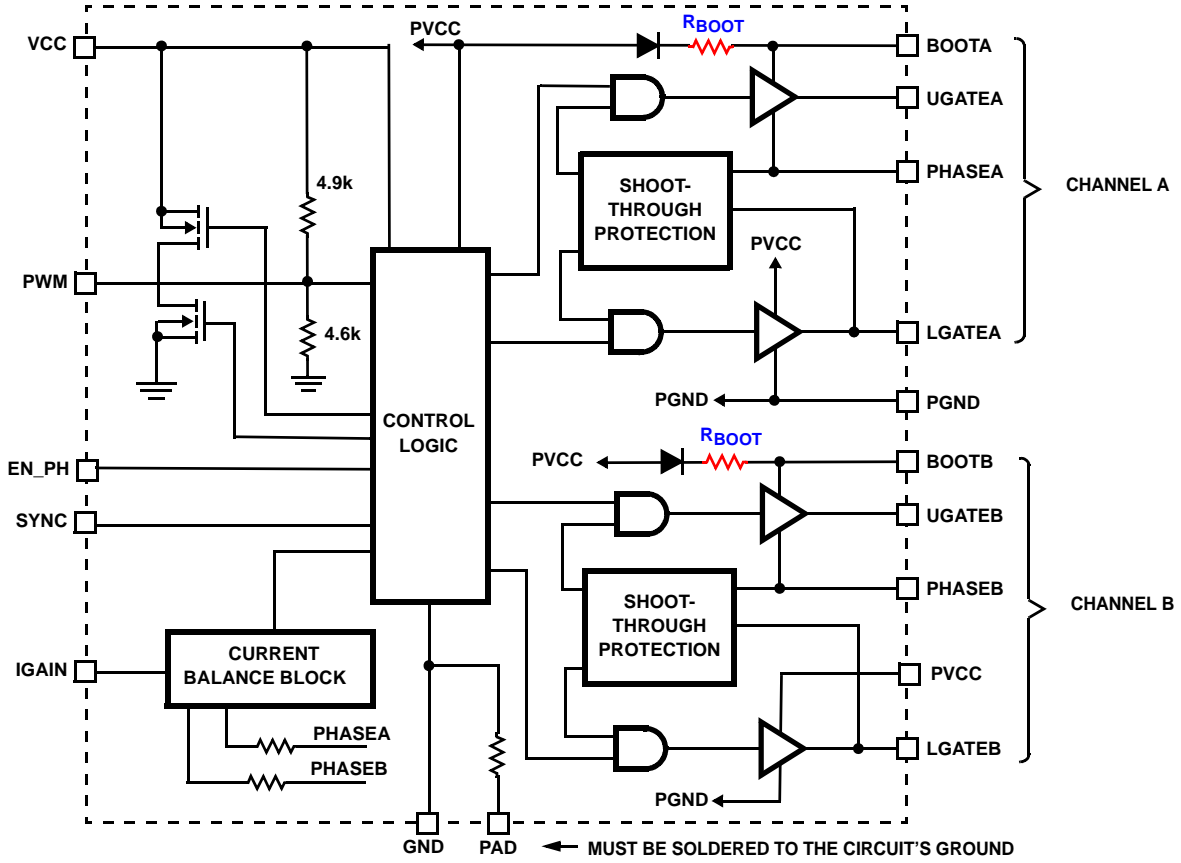 VCC
PVCC
RBOOT
BOOTA
UGATEA
4.9k
SHOOT-
THROUGH
PROTECTION
PHASEA
CHANNEL A
PVCC
PWM
4.6k
LGATEA
PGND
PGND
CONTROL
LOGIC
RBOOT
EN_PH
PVCC
BOOTB
SYNC
UGATEB
SHOOT-
THROUGH
PROTECTION
PHASEB
CHANNEL B
IGAIN
CURRENT
BALANCE BLOCK
PVCC
PHASEA
LGATEB
PHASEB
PGND
GND
PAD
MUST BE SOLDERED TO THE CIRCUIT'S GROUND